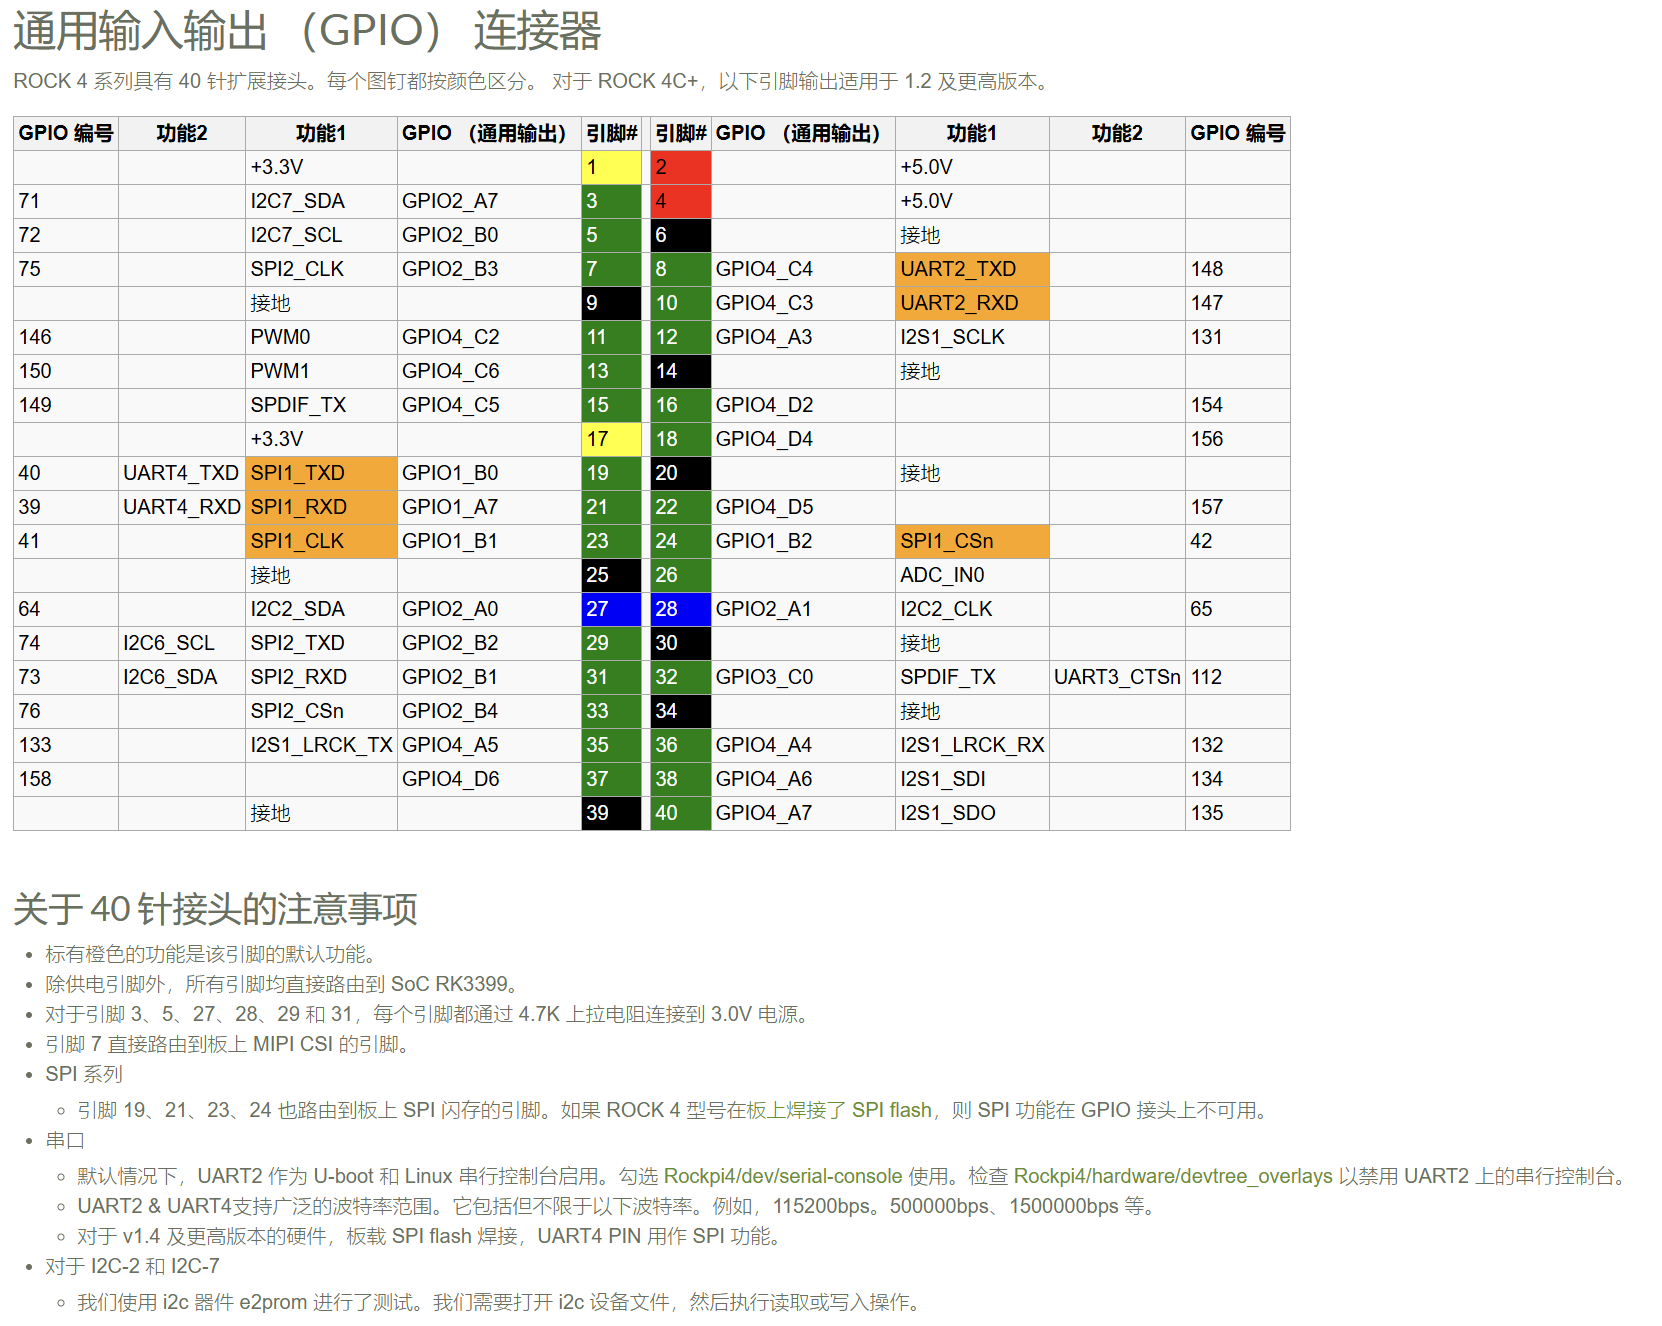 通用输入输出 （GPIO） 连接器
ROCK 4 系列具有 40 针扩展接头。每个图钉都按颜色区分。 对于 ROCK 4C+，以下引脚输出适用于 1.2 及更高版本。
GPIO 编号 功能2 功能1 GPIO （通用输出） 引脚# 引脚# GPIO （通用输出） 功能1 功能2 GPIO 编号
+3.3V 1 2 +5.0V
71 I2C7_SDA GPIO2_A7 3 4 +5.0V
72 I2C7_SCL GPIO2_B0 5 6 接地
75 SPI2_CLK GPIO2_B3 7 8 GPIO4_C4 UART2_TXD 148
接地 9 10 GPIO4_C3 UART2_RXD 147
146 PWM0 GPIO4_C2 11 12 GPIO4_A3 I2S1_SCLK 131
150 PWM1 GPIO4_C6 13 14 接地
149 SPDIF_TX GPIO4_C5 15 16 GPIO4_D2 154
+3.3V 17 18 GPIO4_D4 156
40 UART4_TXD SPI1_TXD GPIO1_B0 19 20 接地
39 UART4_RXD SPI1_RXD GPIO1_A7 21 22 GPIO4_D5 157
41 SPI1_CLK GPIO1_B1 23 24 GPIO1_B2 SPI1_CSn 42
接地 25 26 ADC_IN0
64 I2C2_SDA GPIO2_A0 27 28 GPIO2_A1 I2C2_CLK 65
74 I2C6_SCL SPI2_TXD GPIO2_B2 29 30 接地
73 I2C6_SDA SPI2_RXD GPIO2_B1 31 32 GPIO3_C0 SPDIF_TX UART3_CTSn 112
76 SPI2_CSn GPIO2_B4 33 34 接地
133 I2S1_LRCK_TX GPIO4_A5 35 36 GPIO4_A4 I2S1_LRCK_RX 132
158 GPIO4_D6 37 38 GPIO4_A6 I2S1_SDI 134
接地 39 40 GPIO4_A7 I2S1_SDO 135
关于 40 针接头的注意事项
• 标有橙色的功能是该引脚的默认功能。
• 除供电引脚外，所有引脚均直接路由到 SoC RK3399。
• 对于引脚 3、5、27、28、29 和 31，每个引脚都通过 4.7K 上拉电阻连接到 3.0V 电源。
• 引脚 7 直接路由到板上 MIPI CSI 的引脚。
• SPI 系列
◦ 引脚 19、21、23、24 也路由到板上 SPI 闪存的引脚。如果 ROCK 4 型号在板上焊接了 SPI flash，则 SPI 功能在 GPIO 接头上不可用。
• 串口
◦ 默认情况下，UART2 作为 U-boot 和 Linux 串行控制台启用。勾选 Rockpi4/dev/serial-console 使用。检查 Rockpi4/hardware/devtree_overlays 以禁用 UART2 上的串行控制台。
◦ UART2 & UART4支持广泛的波特率范围。它包括但不限于以下波特率。例如，115200bps。500000bps、1500000bps 等。
◦ 对于 v1.4 及更高版本的硬件，板载 SPI flash 焊接，UART4 PIN 用作 SPI 功能。
• 对于 I2C-2 和 I2C-7
◦ 我们使用 i2c 器件 e2prom 进行了测试。我们需要打开 i2c 设备文件，然后执行读取或写入操作。